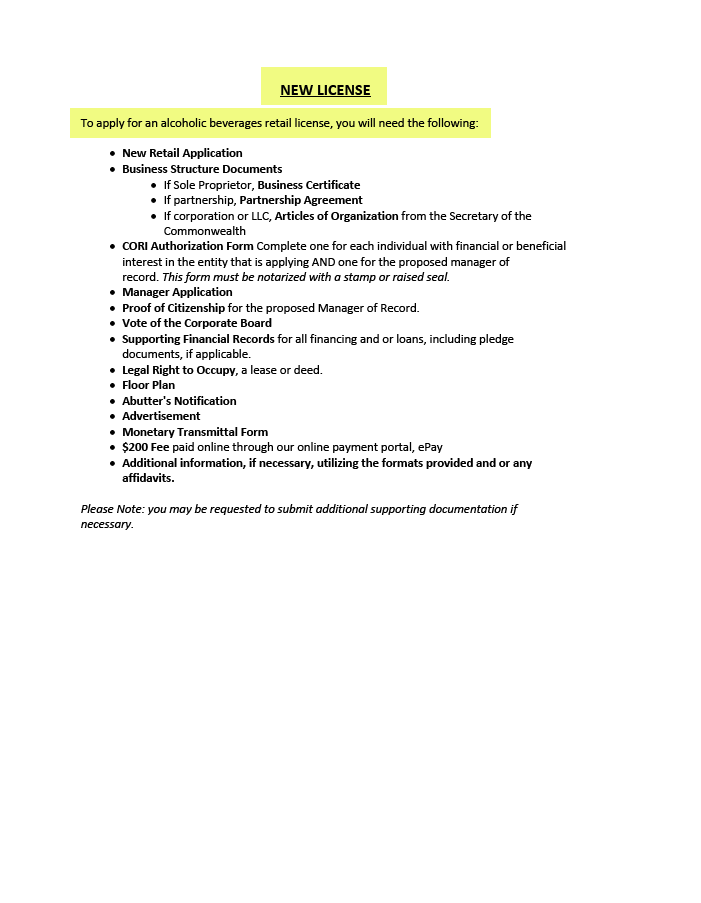 NEW LICENSE
To apply for an alcoholic beverages retail license, you will need the following:
• New Retail Application
• Business Structure Documents
• If Sole Proprietor, Business Certificate
• If partnership, Partnership Agreement
• If corporation or LLC, Articles of Organization from the Secretary of the
Commonwealth
• CORI Authorization Form Complete one for each individual with financial or beneficial
interest in the entity that is applying AND one for the proposed manager of
record. This form must be notarized with a stamp or raised seal.
• Manager Application
• Proof of Citizenship for the proposed Manager of Record.
• Vote of the Corporate Board
• Supporting Financial Records for all financing and or loans, including pledge
documents, if applicable.
• Legal Right to Occupy, a lease or deed.
• Floor Plan
• Abutter's Notification
• Advertisement
• Monetary Transmittal Form
• $200 Fee paid online through our online payment portal, ePay
• Additional information, if necessary, utilizing the formats provided and or any
affidavits.
Please Note: you may be requested to submit additional supporting documentation if
necessary.